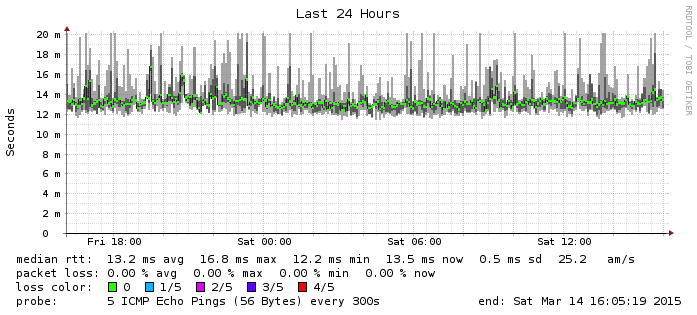 Last 24 Hours
RRDTOOL / TOBI OETIKER
Seconds
20 m
18 m
16 m
14 m
12 m
10 m
8 m
6 m
4 m
2 m
0
Fri 18:00 Sat 00:00 Sat 06:00 Sat 12:00
median rtt: 13.2 ms avg 16.8 ms max 12.2 ms min 13.5 ms now 0.5 ms sd 25.2 am/s
packet loss: 0.00 % avg 0.00 % max 0.00 % min 0.00 % now
loss color: 0 1/5 2/5 3/5 4/5
probe: 5 ICMP Echo Pings (56 Bytes) every 300s end: Sat Mar 14 16:05:19 2015